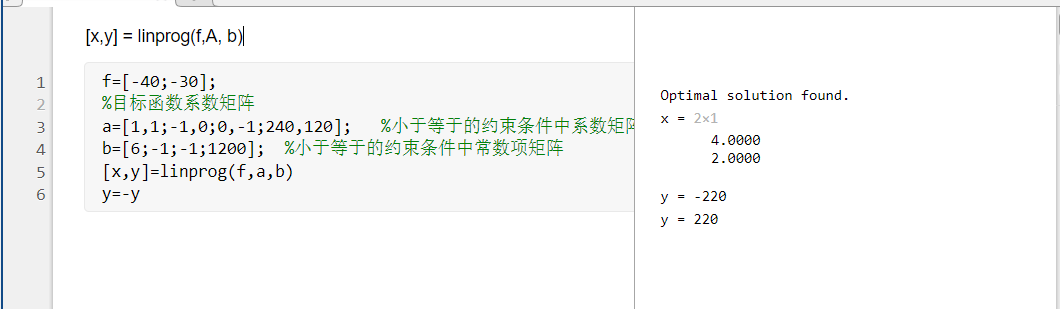 [x,y] = linprog(f,A, b)
1 f=[-40;-30];
2 %目标函数系数矩阵
3 a=[1,1;-1,0;0,-1;240,120]; %小于等于的约束条件中系数矩
4 b=[6;-1;-1;1200]; %小于等于的约束条件中常数项矩阵
5 [x,y]=linprog(f,a,b)
6 y=-y
Optimal solution found.
x = 2×1
4.0000
2.0000
y = -220
y = 220